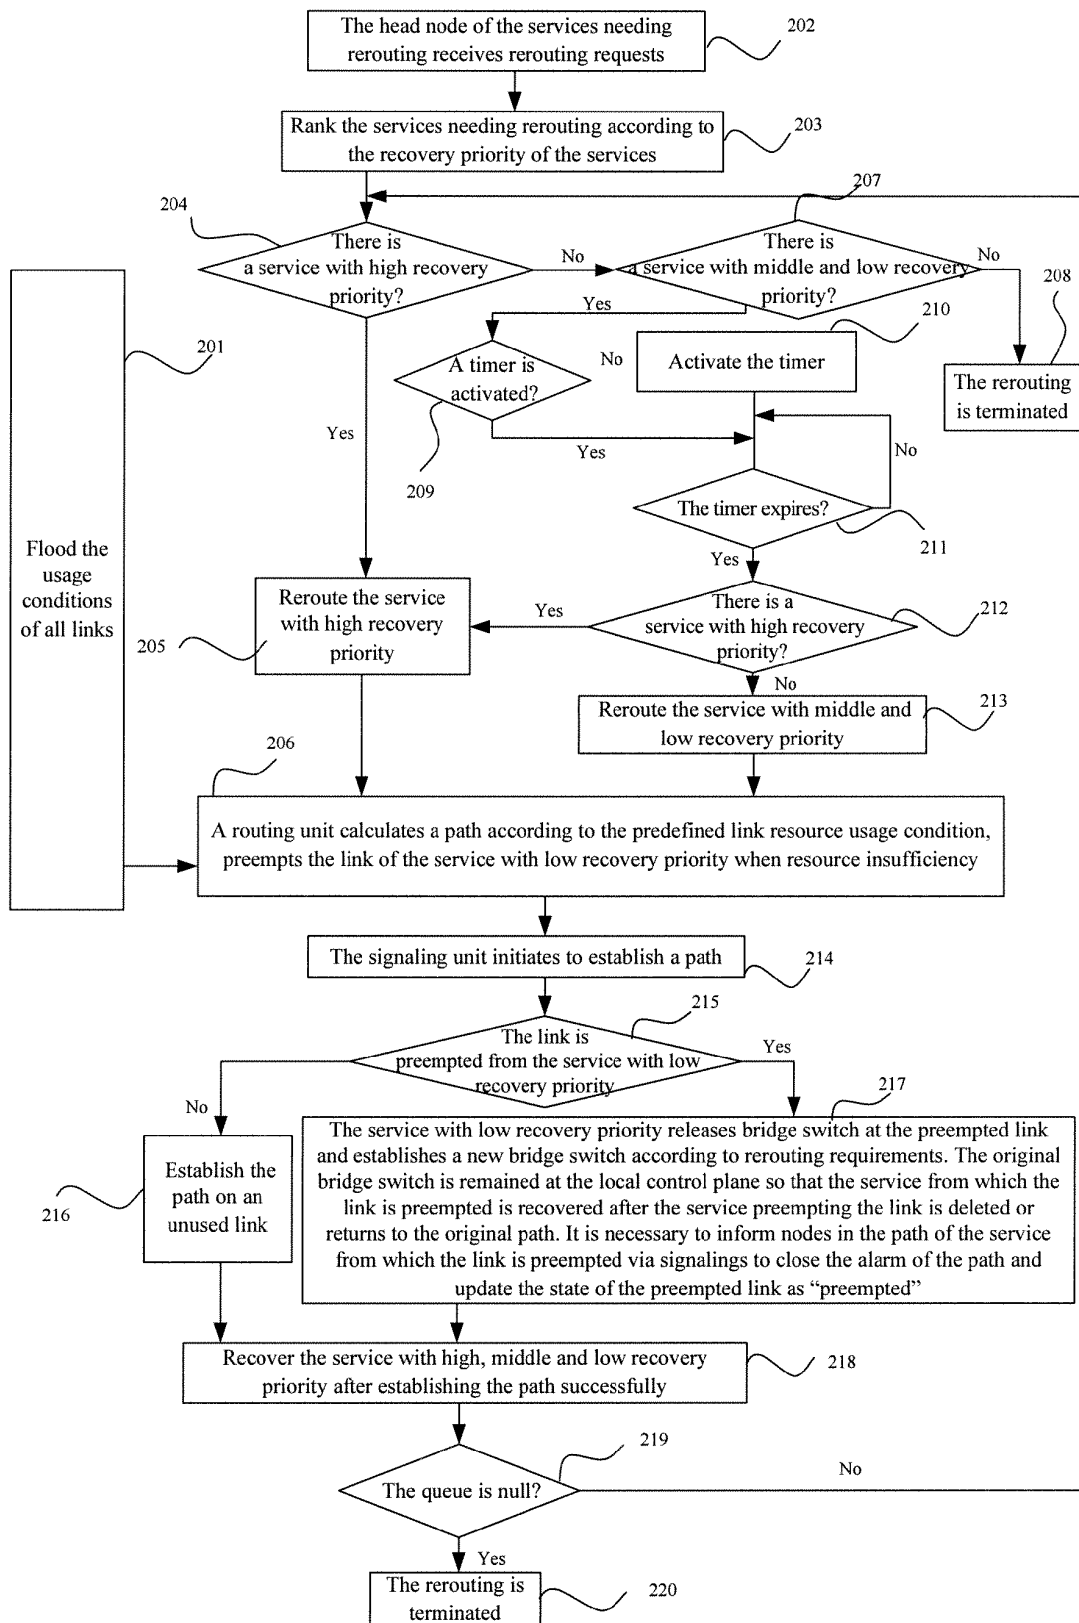 The head node of the services needing
rerouting receives rerouting requests
202
Rank the services needing rerouting according to
the recovery priority of the services
203
204
207
There is
a service with high recovery
priority?
No
There is
a service with middle and low recovery
priority?
No
208
Yes
210
201
A timer is
activated?
No
Activate the timer
The rerouting
is terminated
Yes
Yes
No
209
The timer expires?
211
Yes
Flood the
usage
conditions
of all links
Reroute the service
with high recovery
priority
205
Yes
There is a
service with high recovery
priority?
212
No
Reroute the service with middle and
low recovery priority
213
206
A routing unit calculates a path according to the predefined link resource usage condition,
preempts the link of the service with low recovery priority when resource insufficiency
The signaling unit initiates to establish a path
214
215
The link is
preempted from the service with low
recovery priority
Yes
No
217
Establish the
path on an
unused link
216
The service with low recovery priority releases bridge switch at the preempted link
and establishes a new bridge switch according to rerouting requirements. The original
bridge switch is remained at the local control plane so that the service from which the
link is preempted is recovered after the service preempting the link is deleted or
returns to the original path. It is necessary to inform nodes in the path of the service
from which the link is preempted via signalings to close the alarm of the path and
update the state of the preempted link as “preempted”
Recover the service with high, middle and low recovery
priority after establishing the path successfully
218
219
The queue is null?
No
Yes
The rerouting is
terminated
220